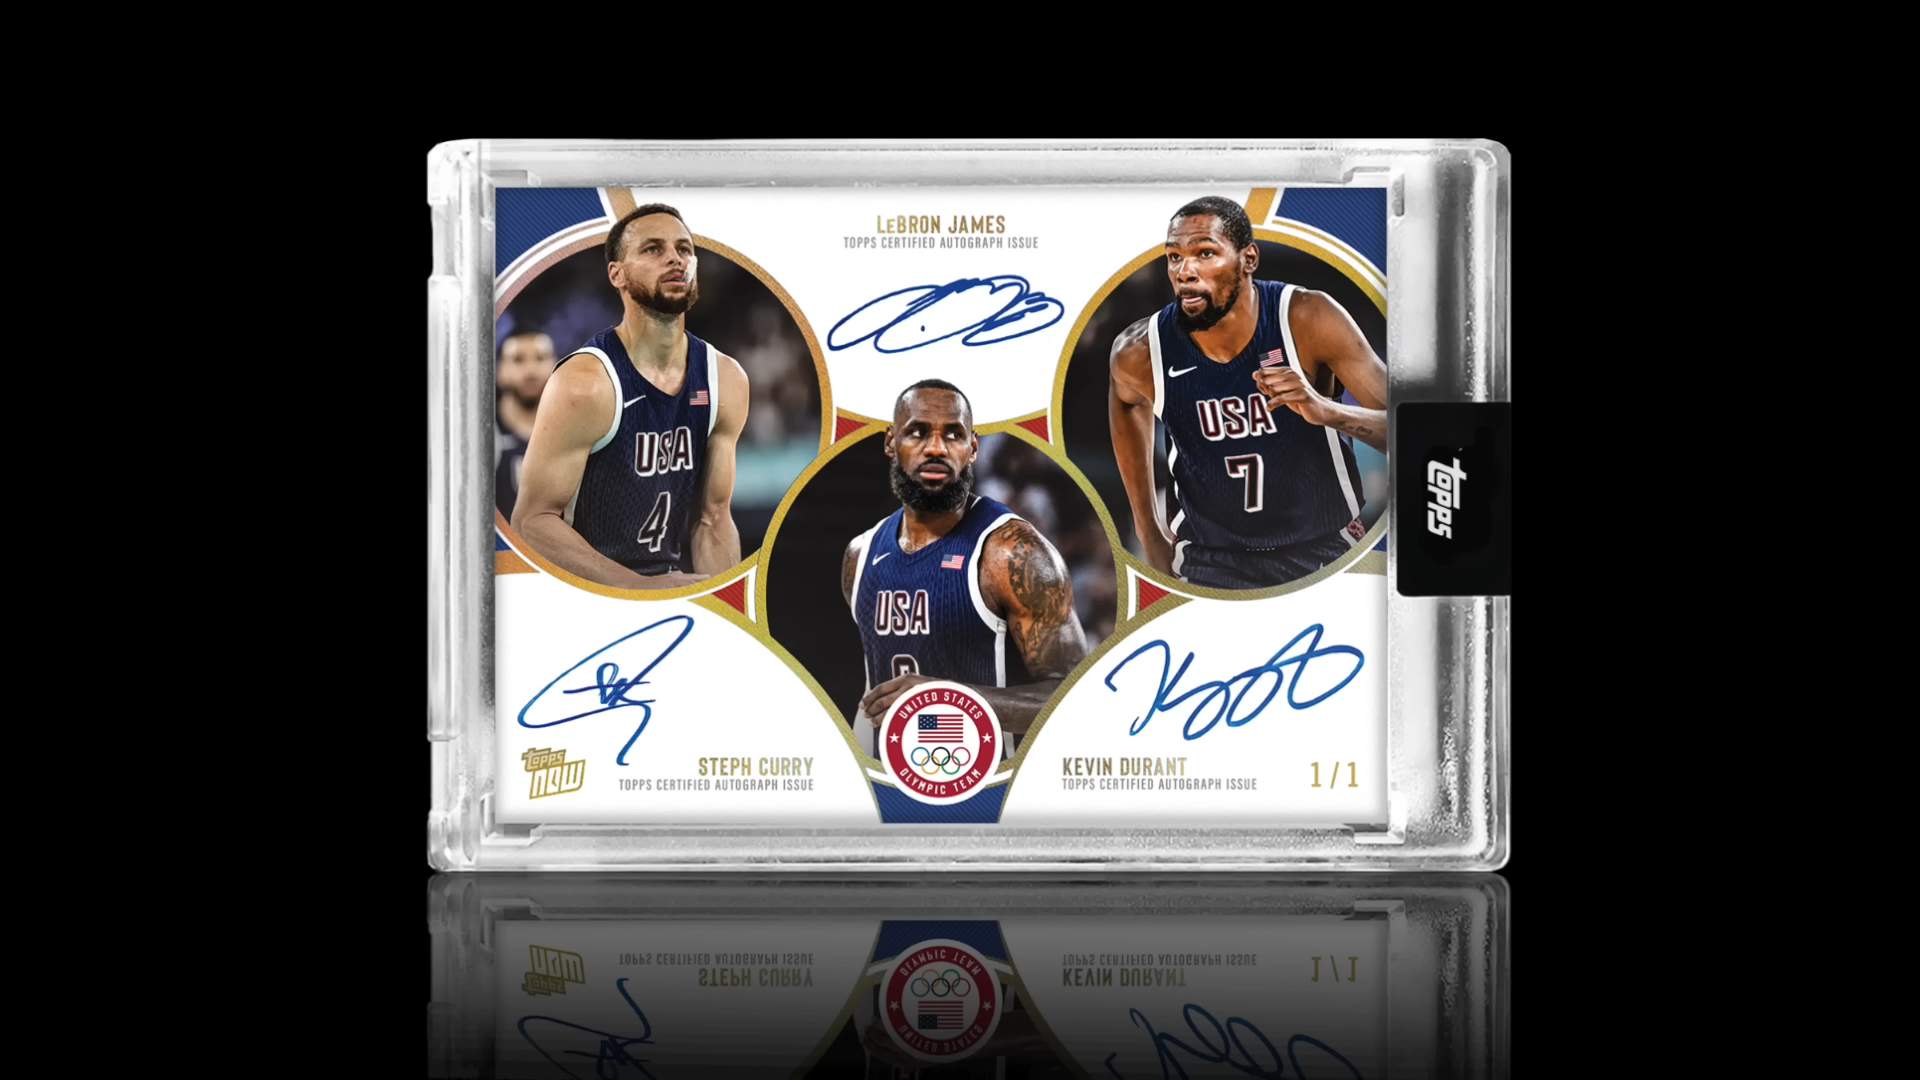 LEBRON JAMES
TOPPS CERTIFIED AUTOGRAPH ISSUE
USA
4
USA
7
USA
UNITED STATES
OLYMPIC TEAM
topps
NOW
STEPH CURRY
TOPPS CERTIFIED AUTOGRAPH ISSUE
KEVIN DURANT
TOPPS CERTIFIED AUTOGRAPH ISSUE
1/1
topps